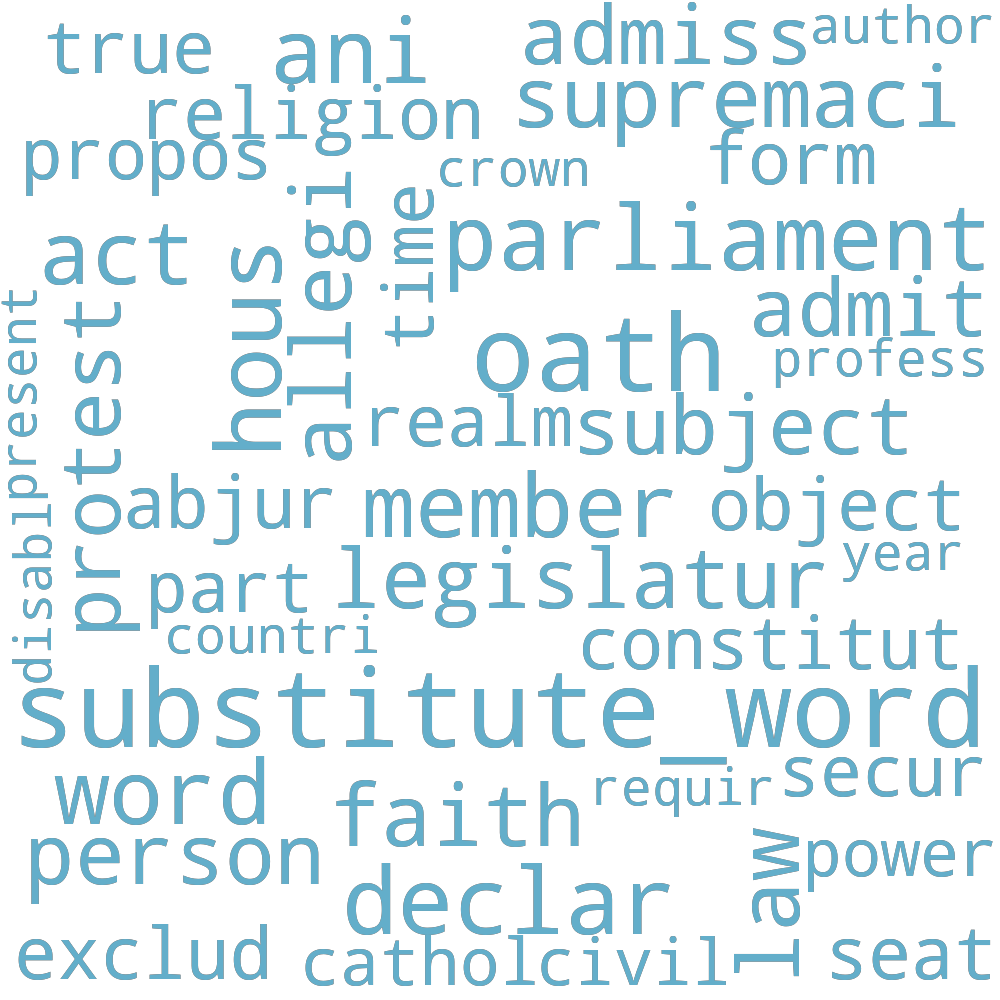 true
ani
admiss
author
religion
supremaci
propos
crown
form
allegi
time
parliament
act
hous
admit
present
protest
oath
profess
realm
subject
abjur
member
object
disabl
year
part
legislatur
countri
constitut
substitute_word
word
faith
requir
secur
person
law
power
declar
exclud
cathol
civil
seat